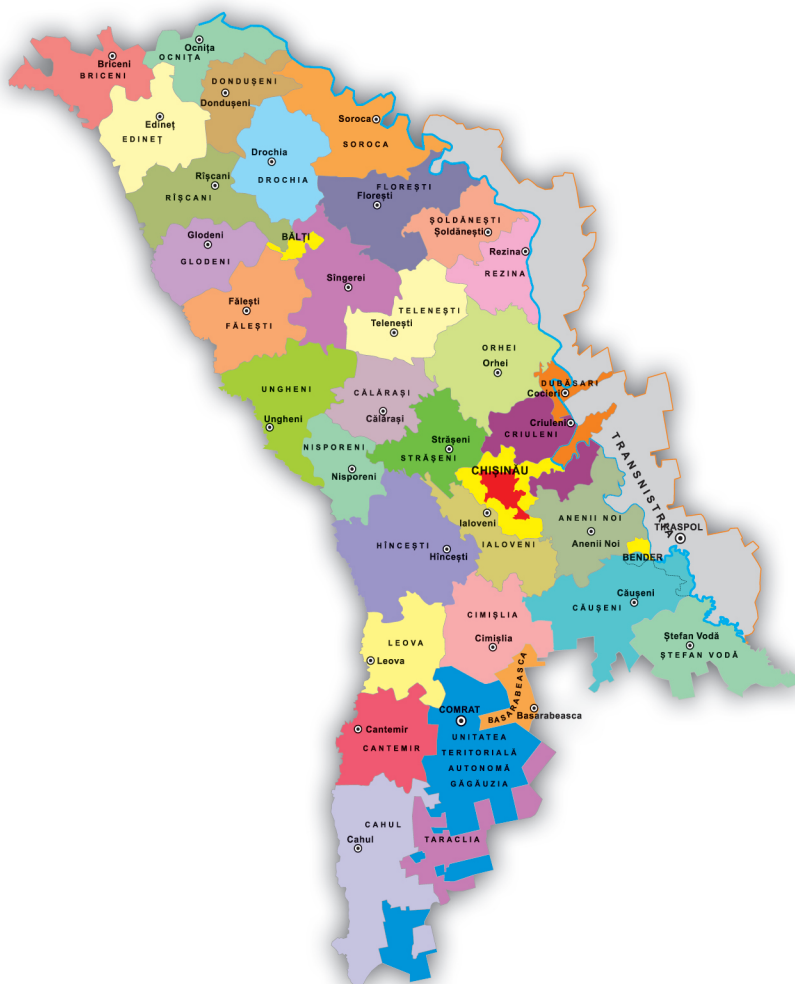 Ocnița
OCNIȚA
Briceni
BRICENI
DONDUȘENI
Dondușeni
Edineț
EDINEȚ
Soroca
SOROCA
Drochia
DROCHIA
Rîșcani
RÎȘCANI
FLOREȘTI
Florești
ȘOLDĂNEȘTI
Șoldănești
Glodeni
GLODENI
BĂLȚI
Rezina
REZINA
Sîngerei
Fălești
FĂLEȘTI
TELENEȘTI
Telenești
ORHEI
Orhei
DUBĂSARI
Cocieri
UNGHENI
Ungheni
CĂLĂRAȘI
Călărași
Criuleni
CRIULENI
Strășeni
STRĂȘENI
NISPORENI
Nisporeni
CHIȘINĂU
TRANSNISTRIA
Ialoveni
IALOVENI
ANENII NOI
Anenii Noi
TIRASPOL
BENDER
HÎNCEȘTI
Hîncești
Căușeni
CĂUȘENI
CIMIȘLIA
Cimișlia
LEOVA
Leova
Ștefan Vodă
ȘTEFAN VODĂ
BASARABEASCA
Basarabeasca
COMRAT
UNITATEA
TERITORIALĂ
AUTONOMĂ
GĂGĂUZIA
Cantemir
CANTEMIR
CAHUL
Cahul
TARACLIA